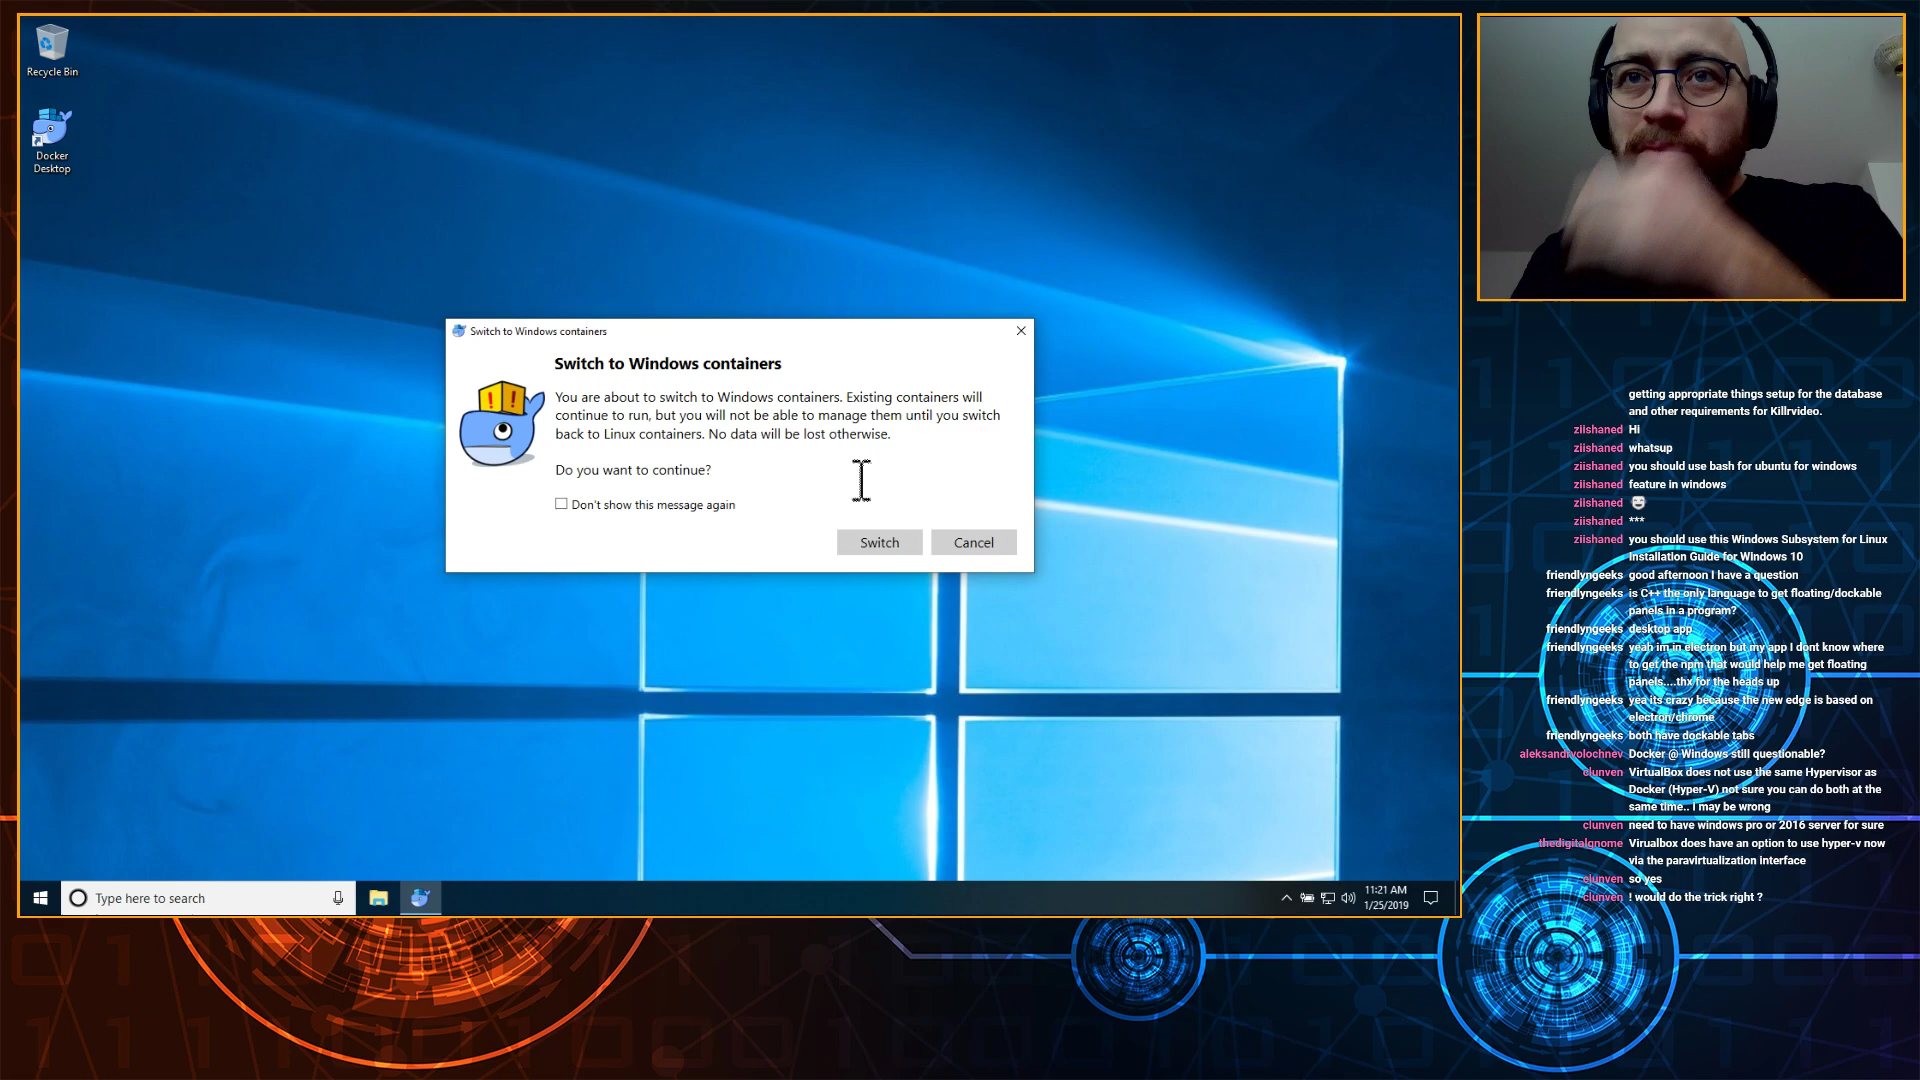 Recycle Bin
Docker
Desktop
Switch to Windows containers
Switch to Windows containers
You are about to switch to Windows containers. Existing containers will
continue to run, but you will not be able to manage them until you switch
back to Linux containers. No data will be lost otherwise.
Do you want to continue?
Don't show this message again
Switch Cancel
Type here to search
11:21 AM
1/25/2019
getting appropriate things setup for the database
and other requirements for Killrvideo.
ziishaned Hi
ziishaned whatsup
ziishaned you should use bash for ubuntu for windows
ziishaned feature in windows
ziishaned
ziishaned ***
ziishaned you should use this Windows Subsystem for Linux
Installation Guide for Windows 10
friendlyngeeks good afternoon I have a question
friendlyngeeks is C++ the only language to get floating/dockable
panels in a program?
friendlyngeeks desktop app
friendlyngeeks yeah im in electron but my app I dont know where
to get the npm that would help me get floating
panels....thx for the heads up
friendlyngeeks yea its crazy because the new edge is based on
electron/chrome
friendlyngeeks both have dockable tabs
aleksandrvolochnev Docker @ Windows still questionable?
clunven VirtualBox does not use the same Hypervisor as
Docker (Hyper-V) not sure you can do both at the
same time.. I may be wrong
clunven need to have windows pro or 2016 server for sure
thedigitalgnome Virualbox does have an option to use hyper-v now
via the paravirtualization interface
clunven so yes
clunven ! would do the trick right ?